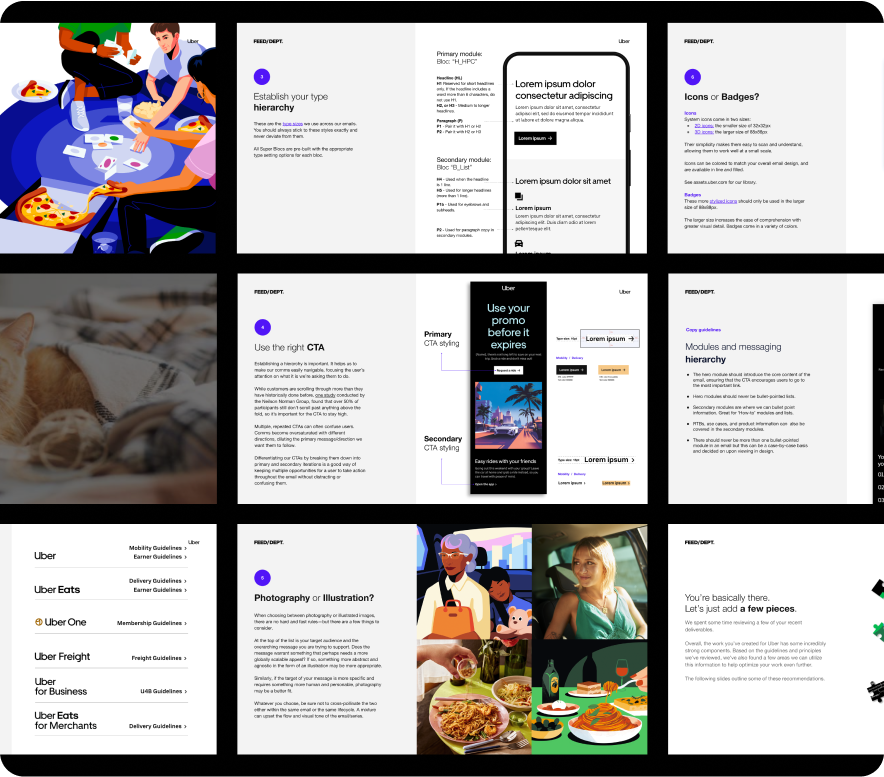 Uber
FEED/DEPT.
3
Establish your type
hierarchy
These are the type sizes we use across our emails.
You should always stick to these styles exactly and
never deviate from them.
All Super Blocs are pre-built with the appropriate
type setting options for each bloc.
Uber
Primary module:
Bloc: "H_HPC"
Headline (HL)
H1 Reserved for short headlines
only. If the headline includes a
word more than 8 characters, do
not use H1.
H2, or H3 - Medium to longer
headlines.
Paragraph (P)
P1 - Pair it with H1 or H2
P2 - Pair it with H2 or H3
Secondary module:
Bloc "B_List"
H4 - Used when the headline
is 1 line.
H5 - Used for longer headlines
(more than 1 line).
P1b - Used for eyebrows and
subheads.
P2 - Used for paragraph copy in
secondary modules.
Lorem ipsum dolor
consectetur adipiscing
Lorem ipsum dolor sit amet, consectetur
adipiscing elit, sed do eiusmod tempor incididunt
ut labore et dolore magna aliqua.
Lorem ipsum →
Lorem ipsum dolor sit amet
Lorem ipsum
Lorem ipsum dolor sit amet, consectetur
adipiscing elit. Duis diam odio at lorem
pellentesque elit.
Lorem ipsum
FEED/DEPT.
6
Icons or Badges?
Icons
System icons come in two sizes:
2D icons: the smaller size of 32x32px
3D icons: the larger size of 88x88px.
Their simplicity makes them easy to scan and understand,
allowing them to work well at a small scale.
Icons can be colored to match your overall email design, and
are available in line and filled.
See assets.uber.com for our library.
Badges
These more stylized icons should only be used in the larger
size of 88x88px.
The larger size increases the ease of comprehension with
greater visual detail. Badges come in a variety of colors.
FEED/DEPT.
4
Use the right CTA
Establishing a hierarchy is important. It helps us to
make our comms easily navigate, focusing the user's
attention on what it is we're asking them to do.
While customers are scrolling through more than they
have historically done before, one study conducted by
the Nielsen Norman Group, found that over 50% of
participants still don't scroll past anything above the
fold, so it's important for the CTA to stay high.
Multiple, repeated CTAs can often confuse users.
Comms become oversaturated with different
directions, diluting the primary message/direction we
want them to follow.
Differentiating our CTAs by breaking them down into
primary and secondary iterations is a good way of
keeping multiple opportunities for a user to take action
throughout the email without distracting or
confusing them.
Primary
CTA styling
Secondary
CTA styling
Uber
Use your
promo
before it
expires
Request a ride →
Easy rides with your friends
Open the app ›
Uber
Type size: 16pt
Lorem ipsum →
Mobility | Delivery
Lorem ipsum →
Lorem ipsum →
Type size: 16pt
Lorem ipsum ›
Mobility | Delivery
Lorem ipsum ›
Lorem ipsum ›
FEED/DEPT.
Copy guidelines
Modules and messaging
hierarchy
The hero module should introduce the core content of the
email, ensuring that the CTA encourages users to go to
the most important link.
Hero modules should never be bullet-pointed lists.
Secondary modules are where we can bullet point
information. Great for 'How-to' modules and lists.
RTBs, use cases, and product information can also be
covered in the secondary modules.
There should never be more than one bullet-pointed
module in an email but this can be a case-by-case basis
and decided on upon viewing in design.
01
02
03
Uber
Uber
Mobility Guidelines ›
Earner Guidelines ›
Uber Eats
Delivery Guidelines ›
Earner Guidelines ›
Uber One
Membership Guidelines ›
Uber Freight
Freight Guidelines ›
Uber
for Business
U4B Guidelines ›
Uber Eats
for Merchants
Delivery Guidelines ›
FEED/DEPT.
5
Photography or Illustration?
When choosing between photography or illustrated images,
there are no hard and fast rules—but there are a few things to
consider.
At the top of the list is your target audience and the
overarching message you are trying to support. Does the
message warrant something that perhaps needs a more
globally scalable appeal? If so, something more abstract and
agnostic in the form of an illustration may be more appropriate.
Similarly, if the target of your message is more specific and
requires something more human and personable, photography
may be a better fit.
Whatever you choose, be sure not to cross-pollinate the two
either within the same email or the same lifecycle. A mixture
can upset the flow and visual tone of the email/series.
FEED/DEPT.
You're basically there.
Let's just add a few pieces.
We spent some time reviewing a few of your recent
deliverables.
Overall, the work you've created for Uber has some incredibly
strong components. Based on the guidelines and principles
we've reviewed, we've also found a few areas we can utilize
this information to help optimize your work even further.
The following slides outline some of these recommendations.